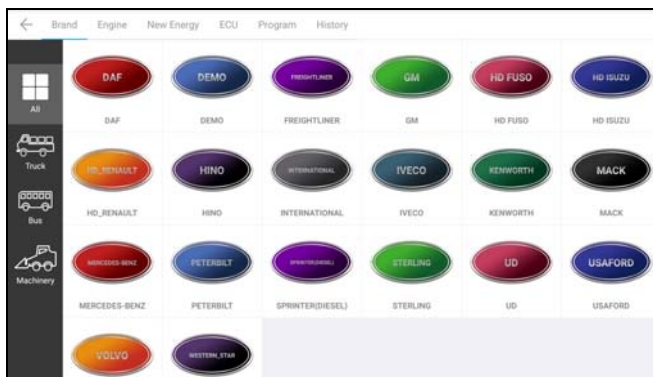 Brand Engine New Energy ECU Program History
All
Truck
Bus
Machinery
DAF DEMO FREIGHTLINER GM HD FUSO HD ISUZU
DAF DEMO FREIGHTLINER GM HD FUSO HD ISUZU
HD_RENAULT HINO INTERNATIONAL IVECO KENWORTH MACK
HD_RENAULT HINO INTERNATIONAL IVECO KENWORTH MACK
MERCEDES-BENZ PETERBILT SPRINTER(DIESEL) STERLING UD USAFORD
MERCEDES-BENZ PETERBILT SPRINTER(DIESEL) STERLING UD USAFORD
VOLVO WESTERN_STAR